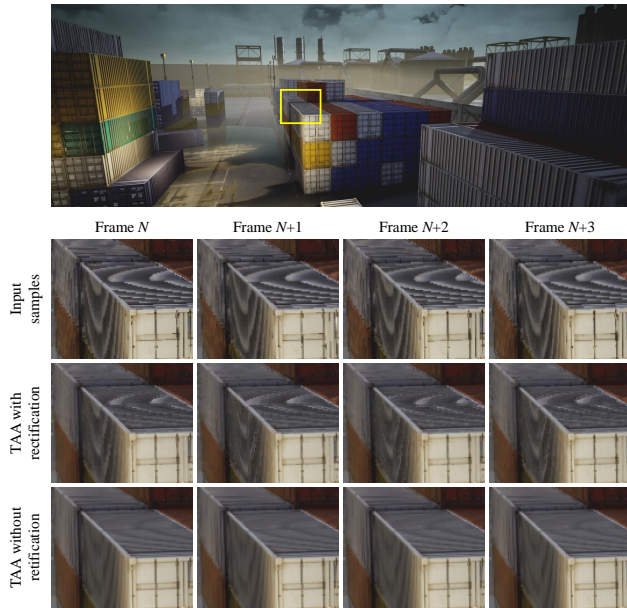 Frame N
Frame N+1
Frame N+2
Frame N+3
Input
samples
TAA with
rectification
TAA without
retification